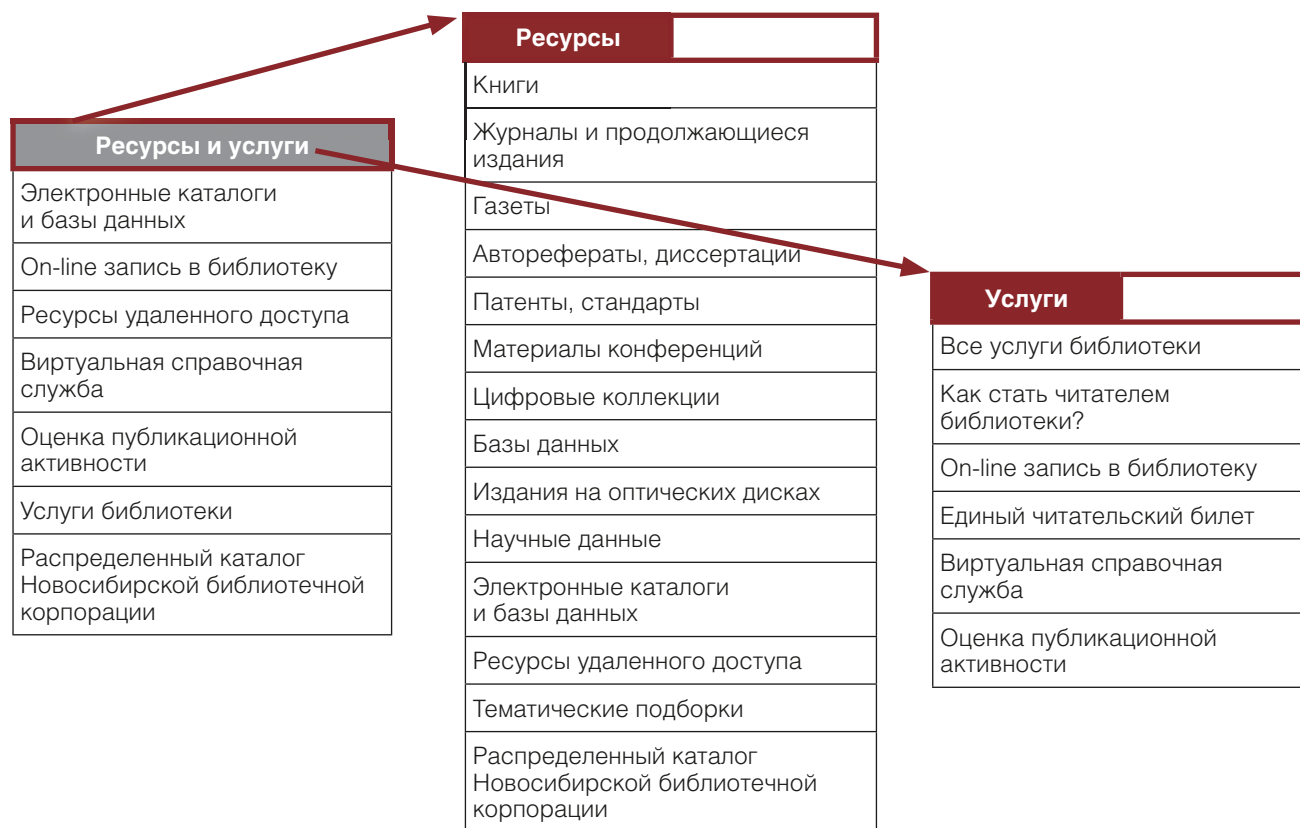 Ресурсы и услуги
Электронные каталоги
и базы данных
On-line запись в библиотеку
Ресурсы удаленного доступа
Виртуальная справочная
служба
Оценка публикационной
активности
Услуги библиотеки
Распределенный каталог
Новосибирской библиотечной
корпорации
Ресурсы
Книги
Журналы и продолжающиеся
издания
Газеты
Авторефераты, диссертации
Патенты, стандарты
Материалы конференций
Цифровые коллекции
Базы данных
Издания на оптических дисках
Научные данные
Электронные каталоги
и базы данных
Ресурсы удаленного доступа
Тематические подборки
Распределенный каталог
Новосибирской библиотечной
корпорации
Услуги
Все услуги библиотеки
Как стать читателем
библиотеки?
On-line запись в библиотеку
Единый читательский билет
Виртуальная справочная
служба
Оценка публикационной
активности